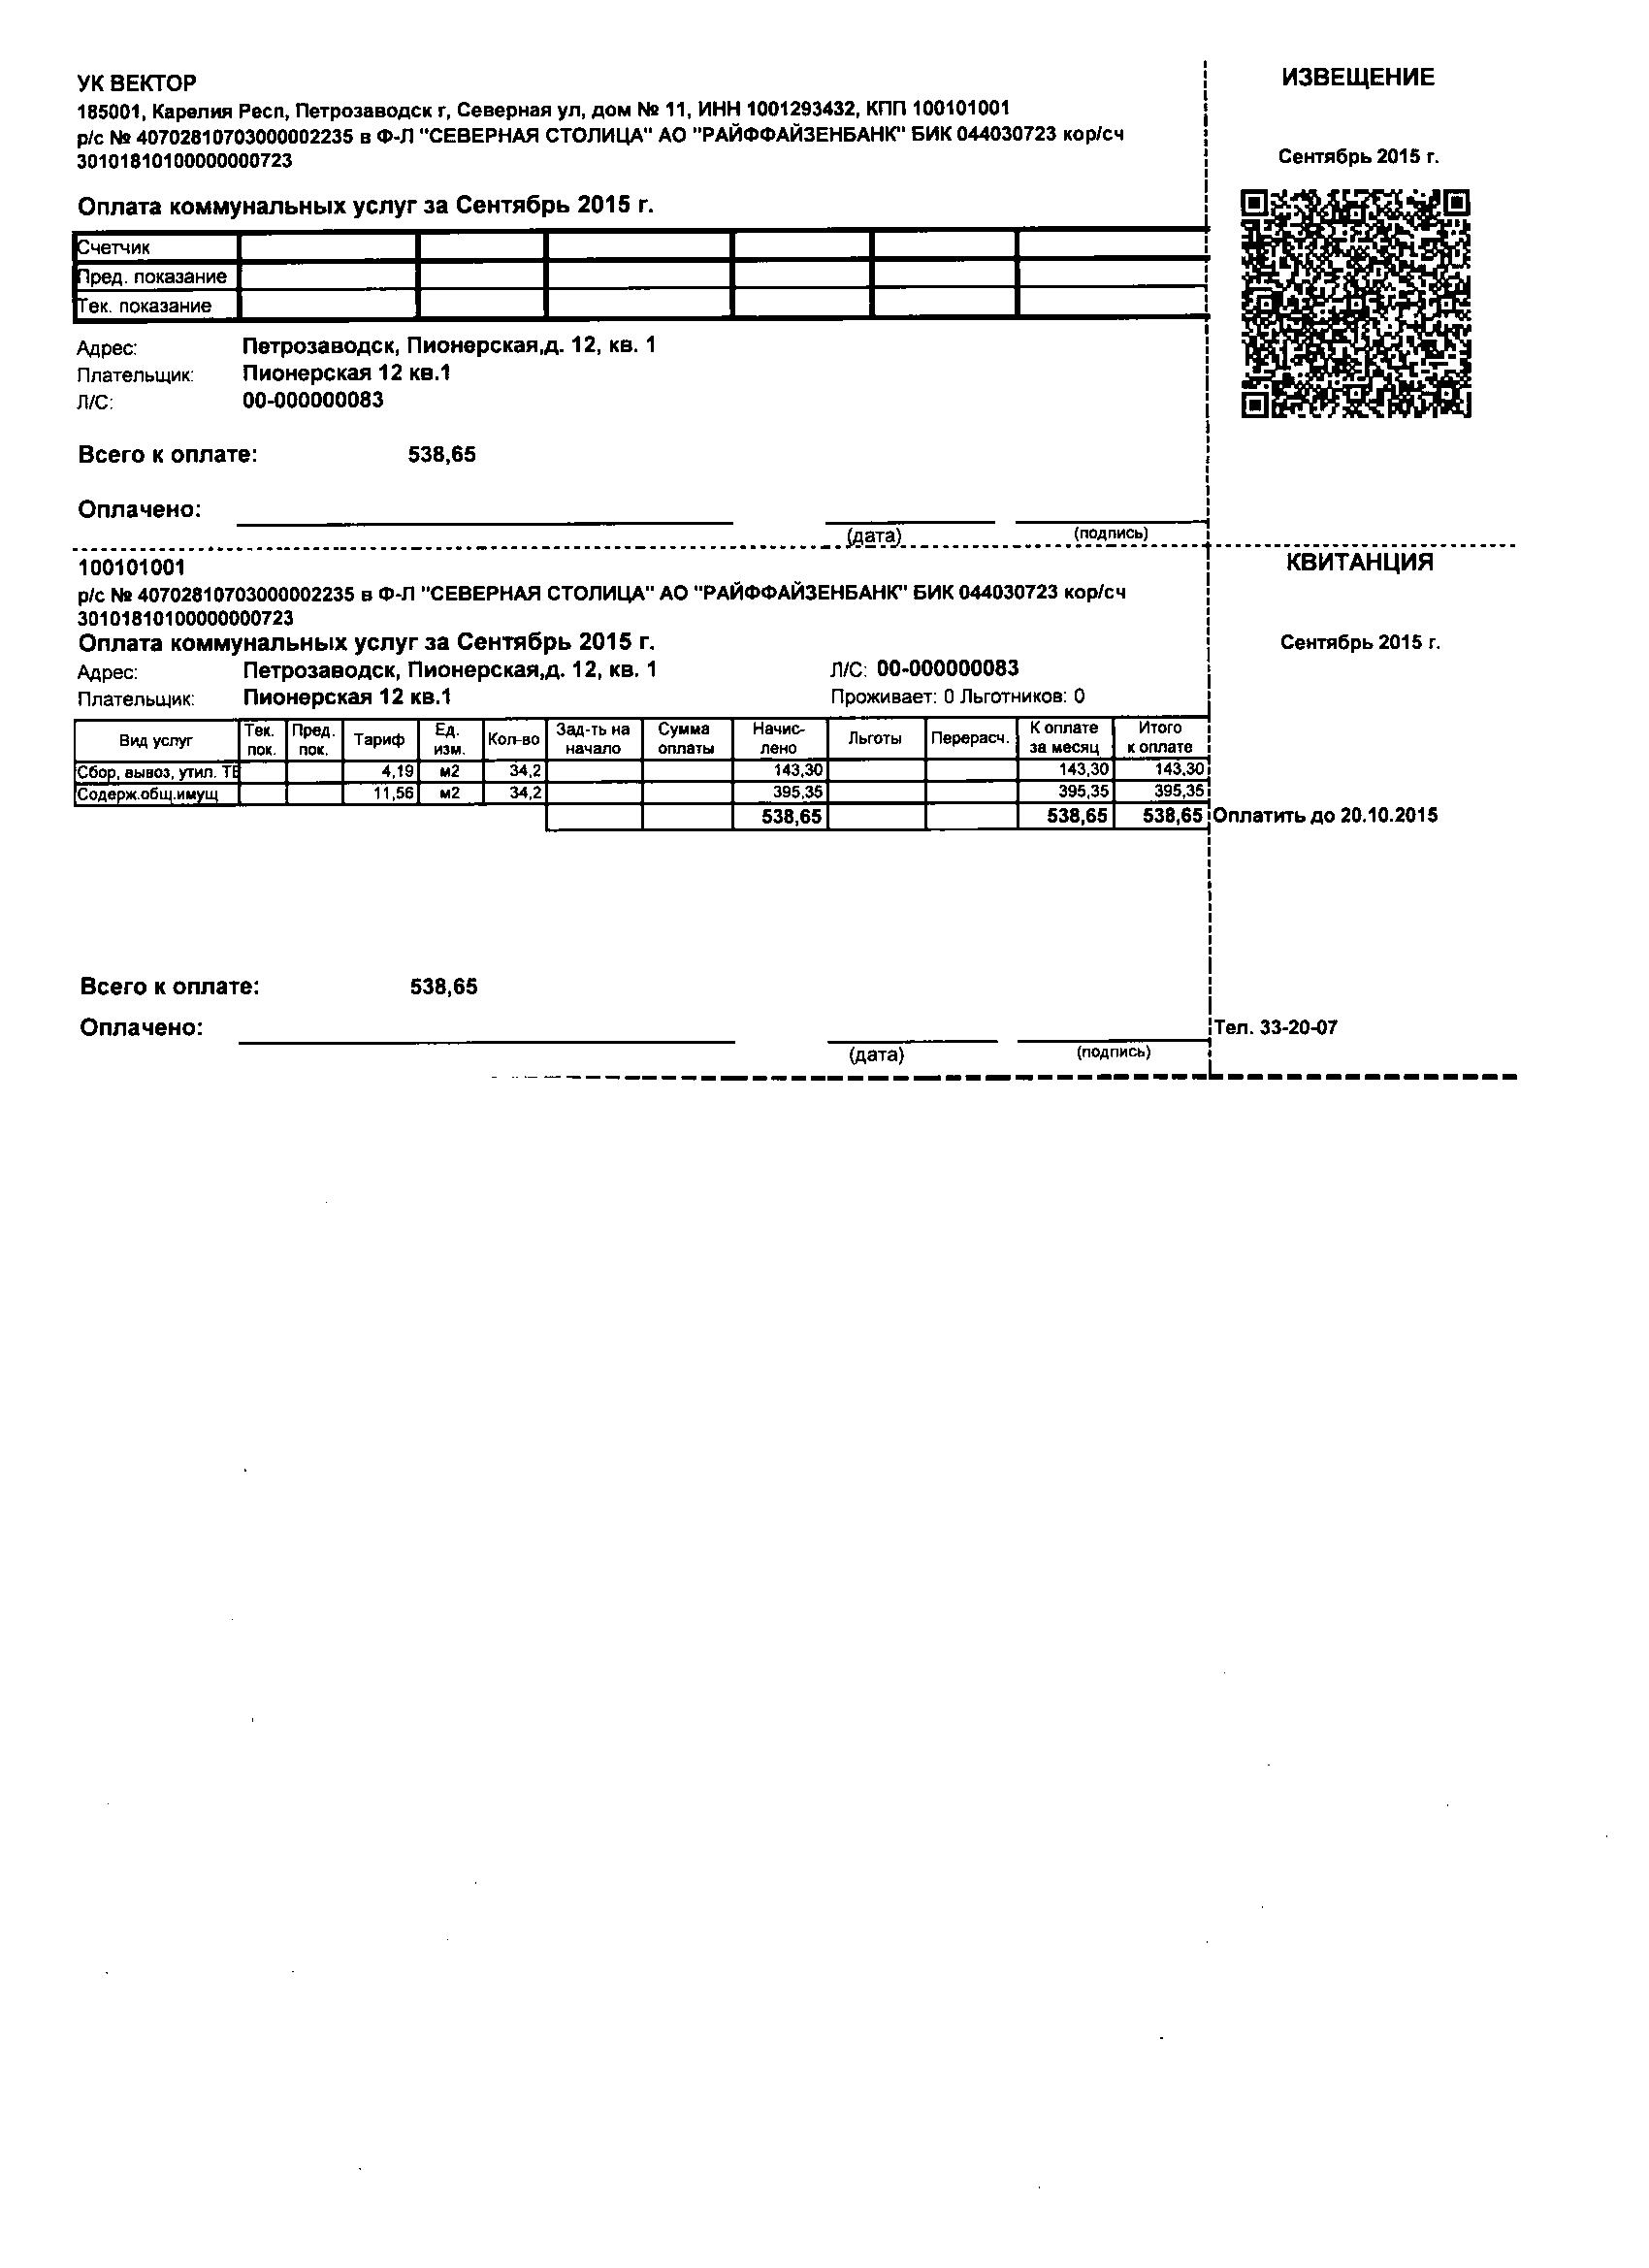 УК ВЕКТОР
185001, Карелия Респ, Петрозаводск г, Северная ул, дом № 11, ИНН 1001293432, КПП 100101001
р/с № 40702810703000002235 в Ф-Л "СЕВЕРНАЯ СТОЛИЦА" АО "РАЙФФАЙЗЕНБАНК" БИК 044030723 кор/сч
30101810100000000723
ИЗВЕЩЕНИЕ
Сентябрь 2015 г.
Оплата коммунальных услуг за Сентябрь 2015 г.
Счетчик
Пред. показание
Тек. показание
Адрес: Петрозаводск, Пионерская,д. 12, кв. 1
Плательщик: Пионерская 12 кв.1
Л/С: 00-000000083
Всего к оплате: 538,65
Оплачено:
(дата) (подпись)
100101001
р/с № 40702810703000002235 в Ф-Л "СЕВЕРНАЯ СТОЛИЦА" АО "РАЙФФАЙЗЕНБАНК" БИК 044030723 кор/сч
30101810100000000723
КВИТАНЦИЯ
Оплата коммунальных услуг за Сентябрь 2015 г.
Сентябрь 2015 г.
Адрес: Петрозаводск, Пионерская,д. 12, кв. 1 Л/С: 00-000000083
Плательщик: Пионерская 12 кв.1 Проживает: 0 Льготников: 0
Вид услуг Тек. пок. Пред. пок. Тариф Ед. изм. Кол-во Зад-ть на начало Сумма оплаты Начис-лено Льготы Перерасч. К оплате за месяц Итого к оплате
Сбор, вывоз, утил. ТБ 4,19 м2 34,2 143,30 143,30 143,30
Содерж.общ.имущ 11,56 м2 34,2 395,35 395,35 395,35
538,65 538,65 538,65 Оплатить до 20.10.2015
Всего к оплате: 538,65
Оплачено: Тел. 33-20-07
(дата) (подпись)